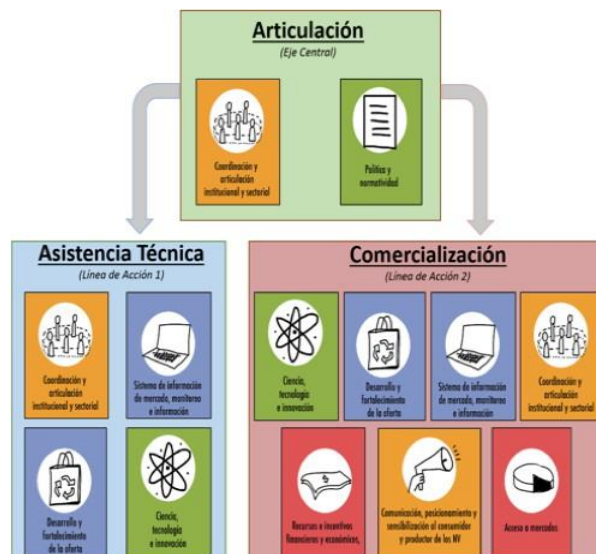 Articulación
(Eje Central)
Coordinación y
articulación
institucional y sectorial
Política y
normatividad
Asistencia Técnica
(Línea de Acción 1)
Coordinación y
articulación
institucional y sectorial
Sistema de información
de mercado, monitoreo
e información
Desarrollo y
fortalecimiento
de la oferta
Ciencia,
tecnología
e innovación
Comercialización
(Línea de Acción 2)
Ciencia,
tecnología
e innovación
Desarrollo y
fortalecimiento
de la oferta
Sistema de información
de mercado, monitoreo
e información
Coordinación y
articulación
institucional y sectorial
Recursos e incentivos
financieros y económicos,
Comunicación, posicionamiento y
sensibilización al consumidor
y productor de los NV
Acceso a mercados